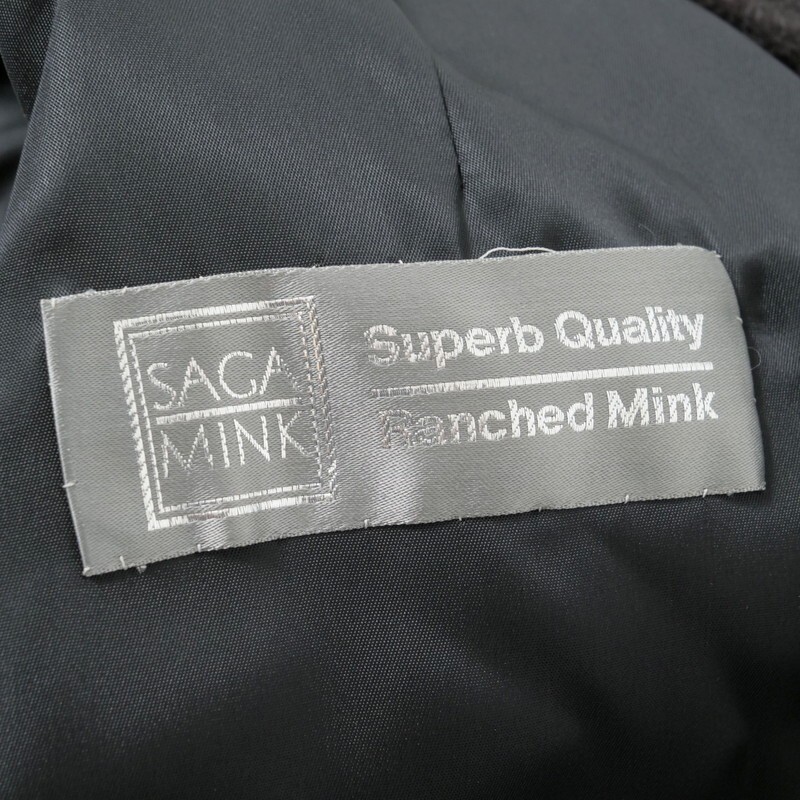 SAGA
MINK
Superb Quality
Ranched Mink